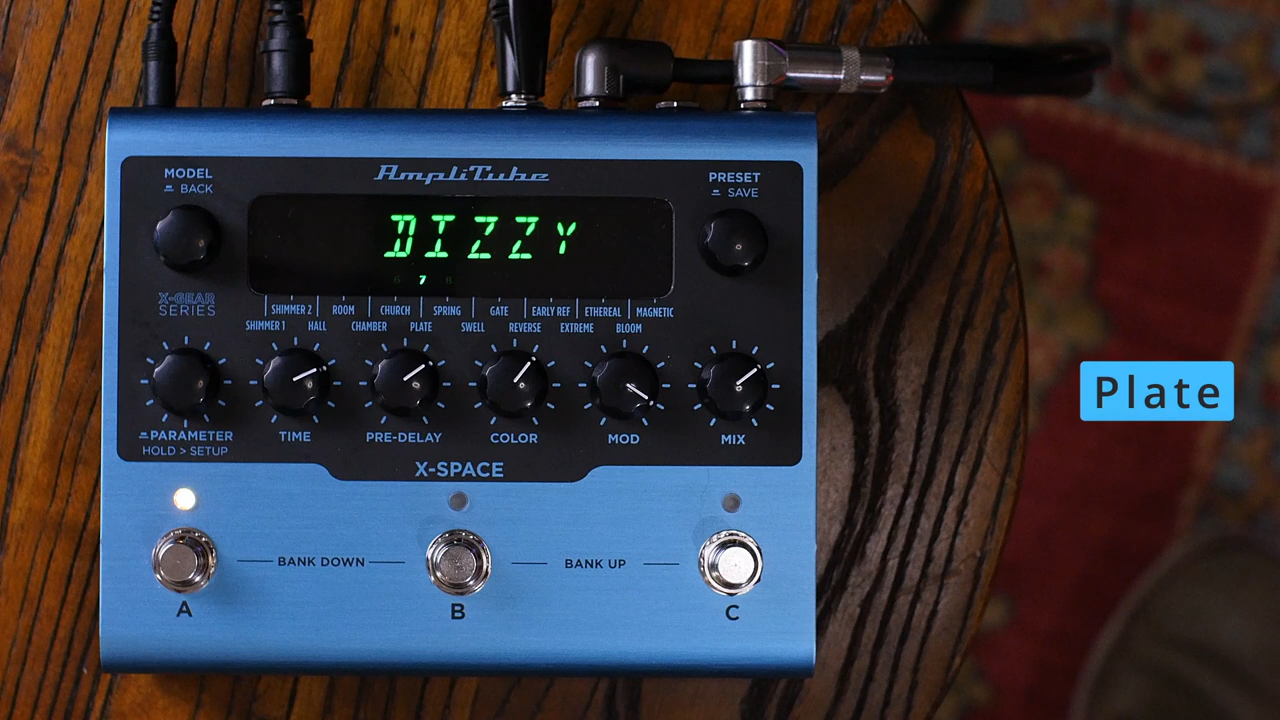 MODEL
BACK
AmpliTube
PRESET
SAVE
DIZZY
6 7 8
X-GEAR
SERIES
SHIMMER 2 ROOM CHURCH SPRING GATE EARLY REF ETHEREAL MAGNETIC
SHIMMER 1 HALL CHAMBER PLATE SWELL REVERSE EXTREME BLOOM
Plate
PARAMETER TIME PRE-DELAY COLOR MOD MIX
HOLD > SETUP
X-SPACE
BANK DOWN BANK UP
A B C